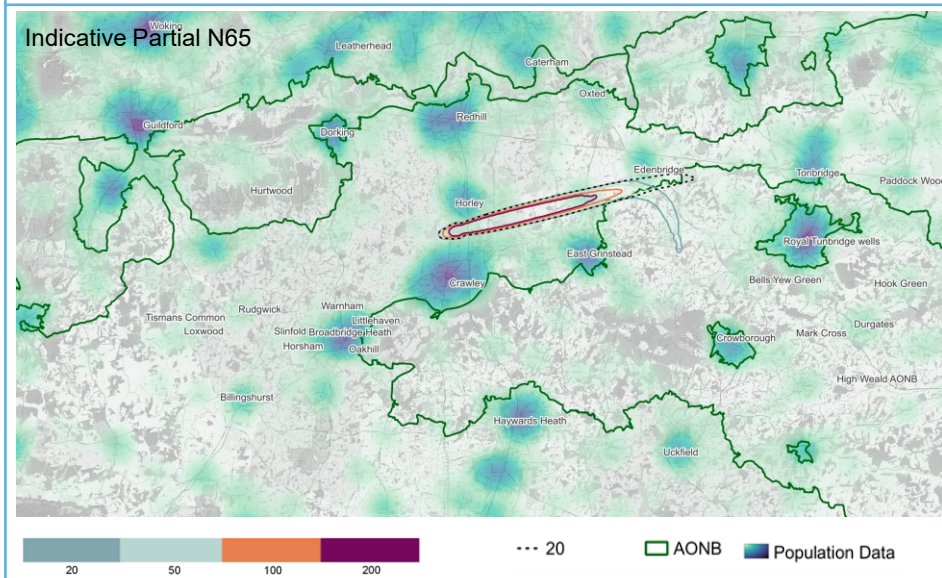 Woking
Indicative Partial N65
Leatherhead
Caterham
Oxted
Guildford
Redhill
Dorking
Edenbridge
Tonbridge
Paddock Wood
Hurtwood
Horley
Royal Tunbridge wells
East Grinstead
Crawley
Bells Yew Green
Hook Green
Warnham
Rudgwick
Tismans Common
Littlehaven
Loxwood
Slinfold Broadbridge Heath
Durgates
Mark Cross
Horsham
Oakhill
Crowborough
High Weald AONB
Billingshurst
Haywards Heath
Uckfield
20 AONB Population Data
20 50 100 200